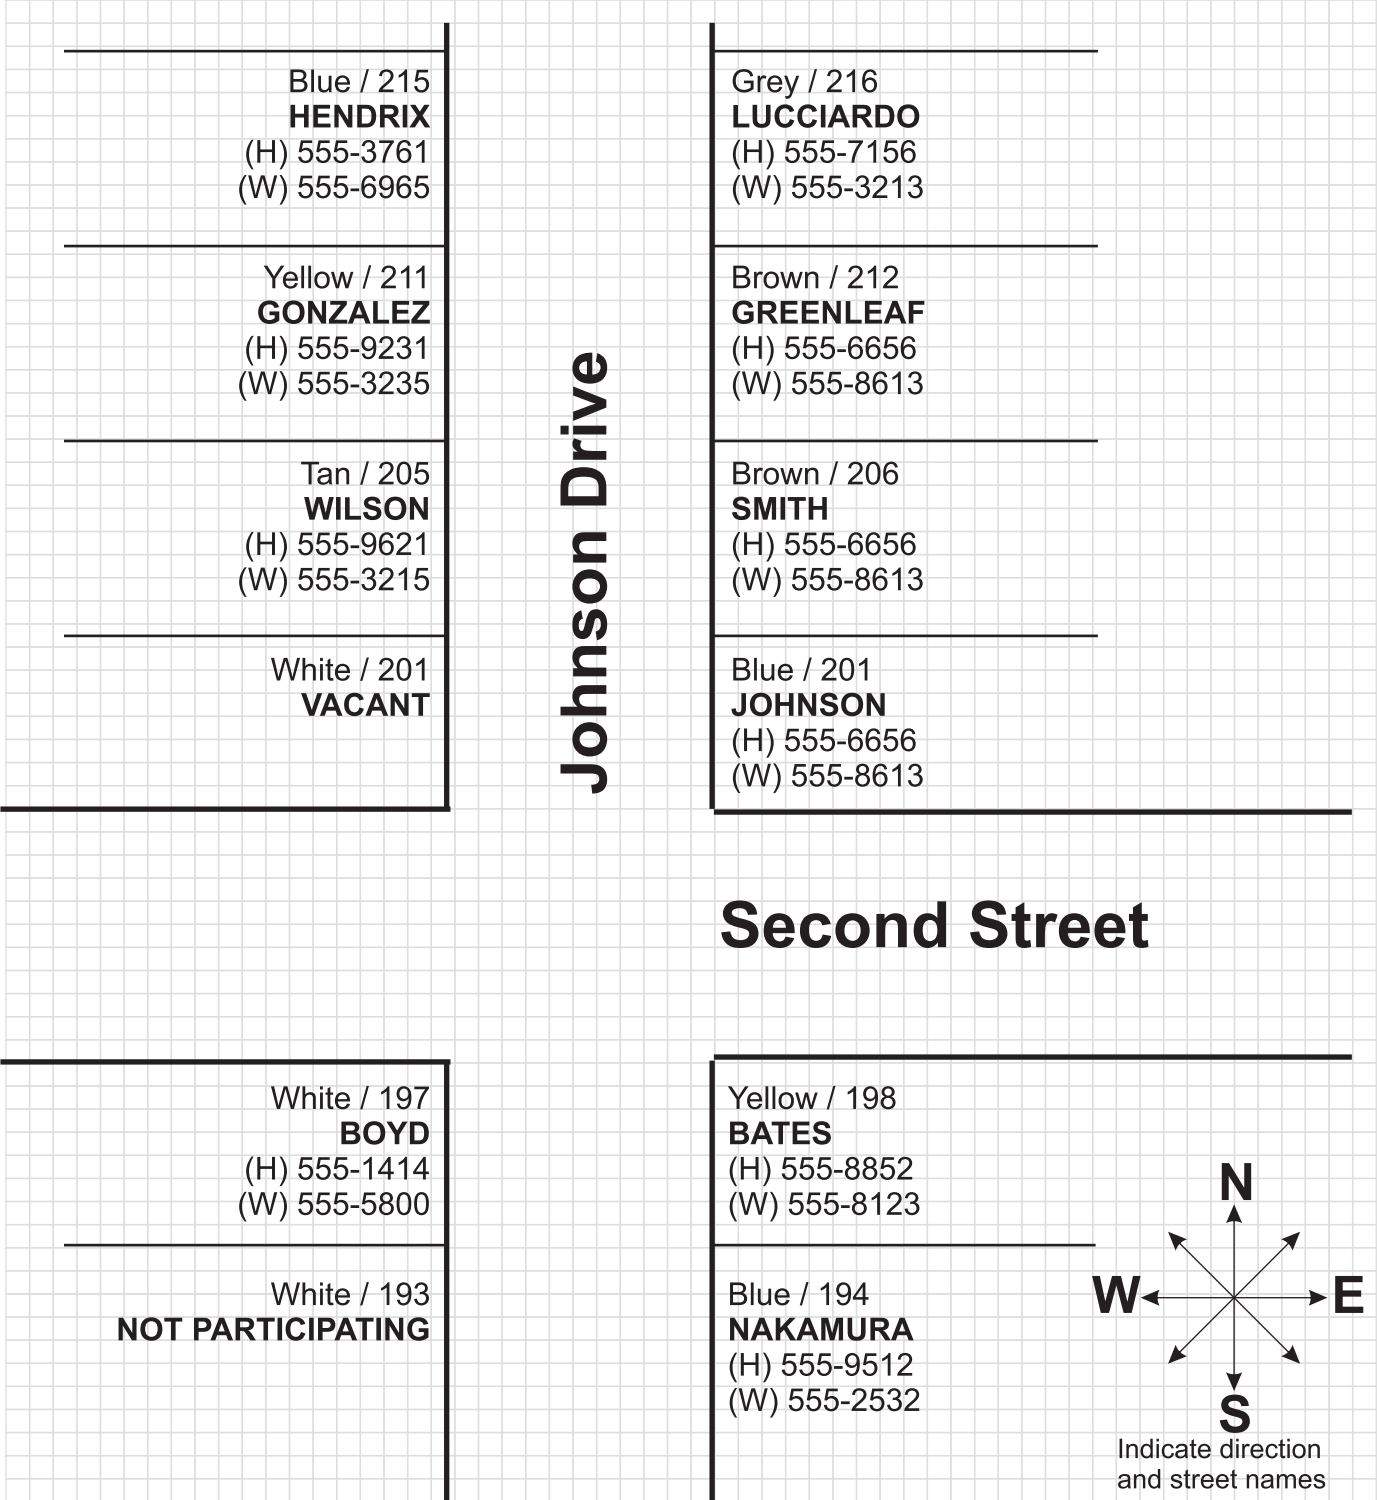 Blue / 215
HENDRIX
(H) 555-3761
(W) 555-6965
Yellow / 211
GONZALEZ
(H) 555-9231
(W) 555-3235
Tan / 205
WILSON
(H) 555-9621
(W) 555-3215
White / 201
VACANT
Johnson Drive
Grey / 216
LUCCIARDO
(H) 555-7156
(W) 555-3213
Brown / 212
GREENLEAF
(H) 555-6656
(W) 555-8613
Brown / 206
SMITH
(H) 555-6656
(W) 555-8613
Blue / 201
JOHNSON
(H) 555-6656
(W) 555-8613
Second Street
White / 197
BOYD
(H) 555-1414
(W) 555-5800
White / 193
NOT PARTICIPATING
Yellow / 198
BATES
(H) 555-8852
(W) 555-8123
Blue / 194
NAKAMURA
(H) 555-9512
(W) 555-2532
N
W E
S
Indicate direction
and street names